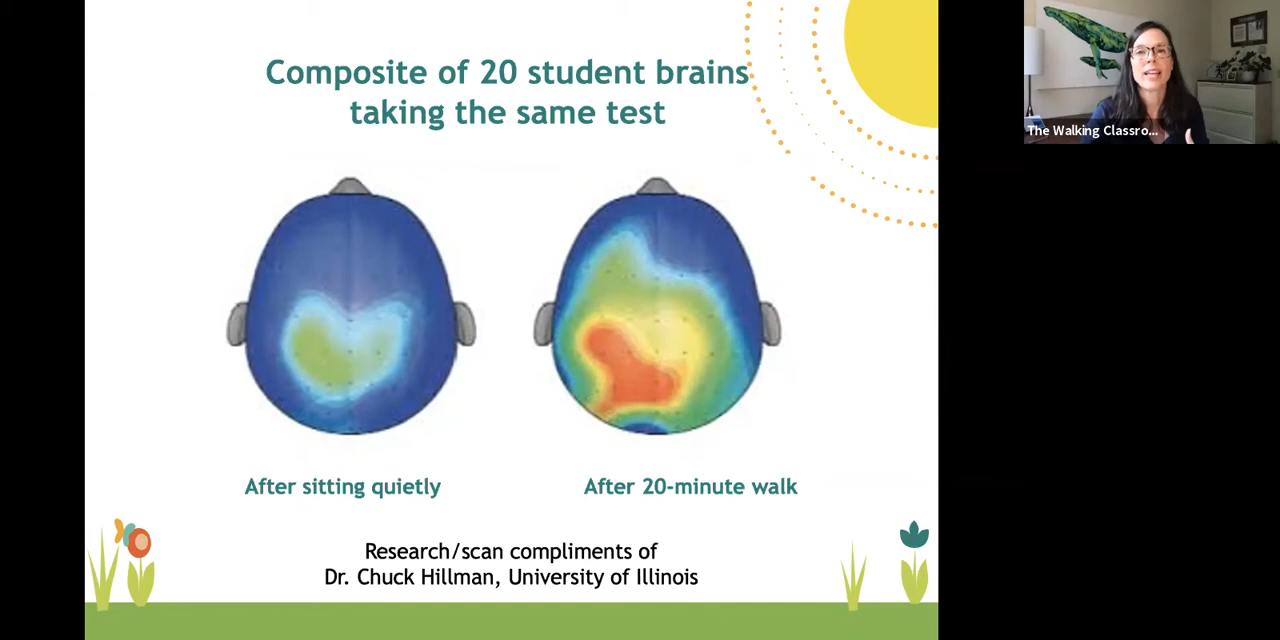 Composite of 20 student brains
taking the same test
After sitting quietly
After 20-minute walk
Research/scan compliments of
Dr. Chuck Hillman, University of Illinois
The Walking Classro...